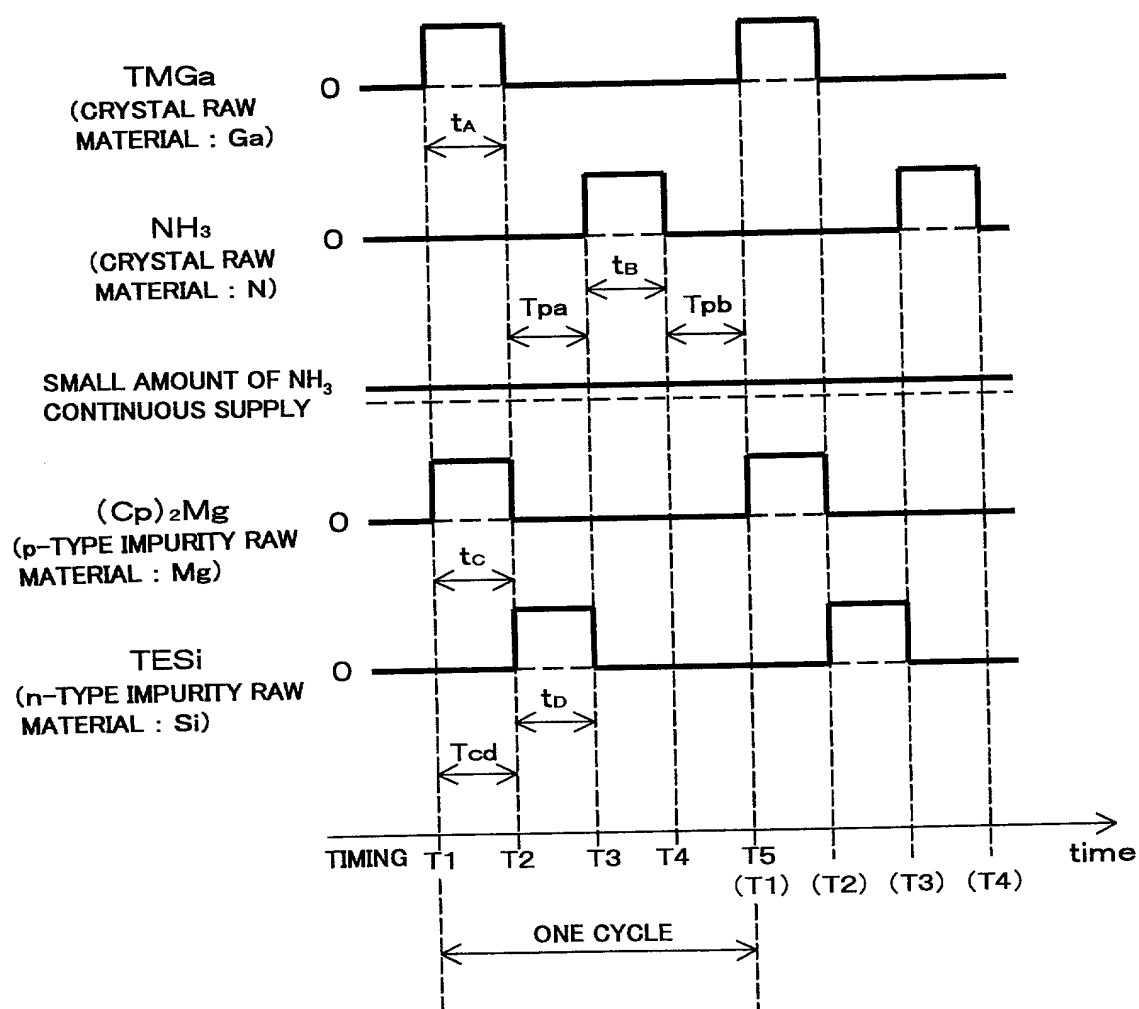 TMGa
0
(CRYSTAL RAW
MATERIAL : Ga)
tA
NH₃
0
(CRYSTAL RAW
MATERIAL : N)
tB
Tpa
Tpb
SMALL AMOUNT OF NH₃
CONTINUOUS SUPPLY
(Cp)₂Mg
0
(p-TYPE IMPURITY RAW
MATERIAL : Mg)
tC
TESi
0
(n-TYPE IMPURITY RAW
MATERIAL : Si)
tD
Tcd
TIMING T1 T2 T3 T4 T5 time
(T1) (T2) (T3) (T4)
ONE CYCLE